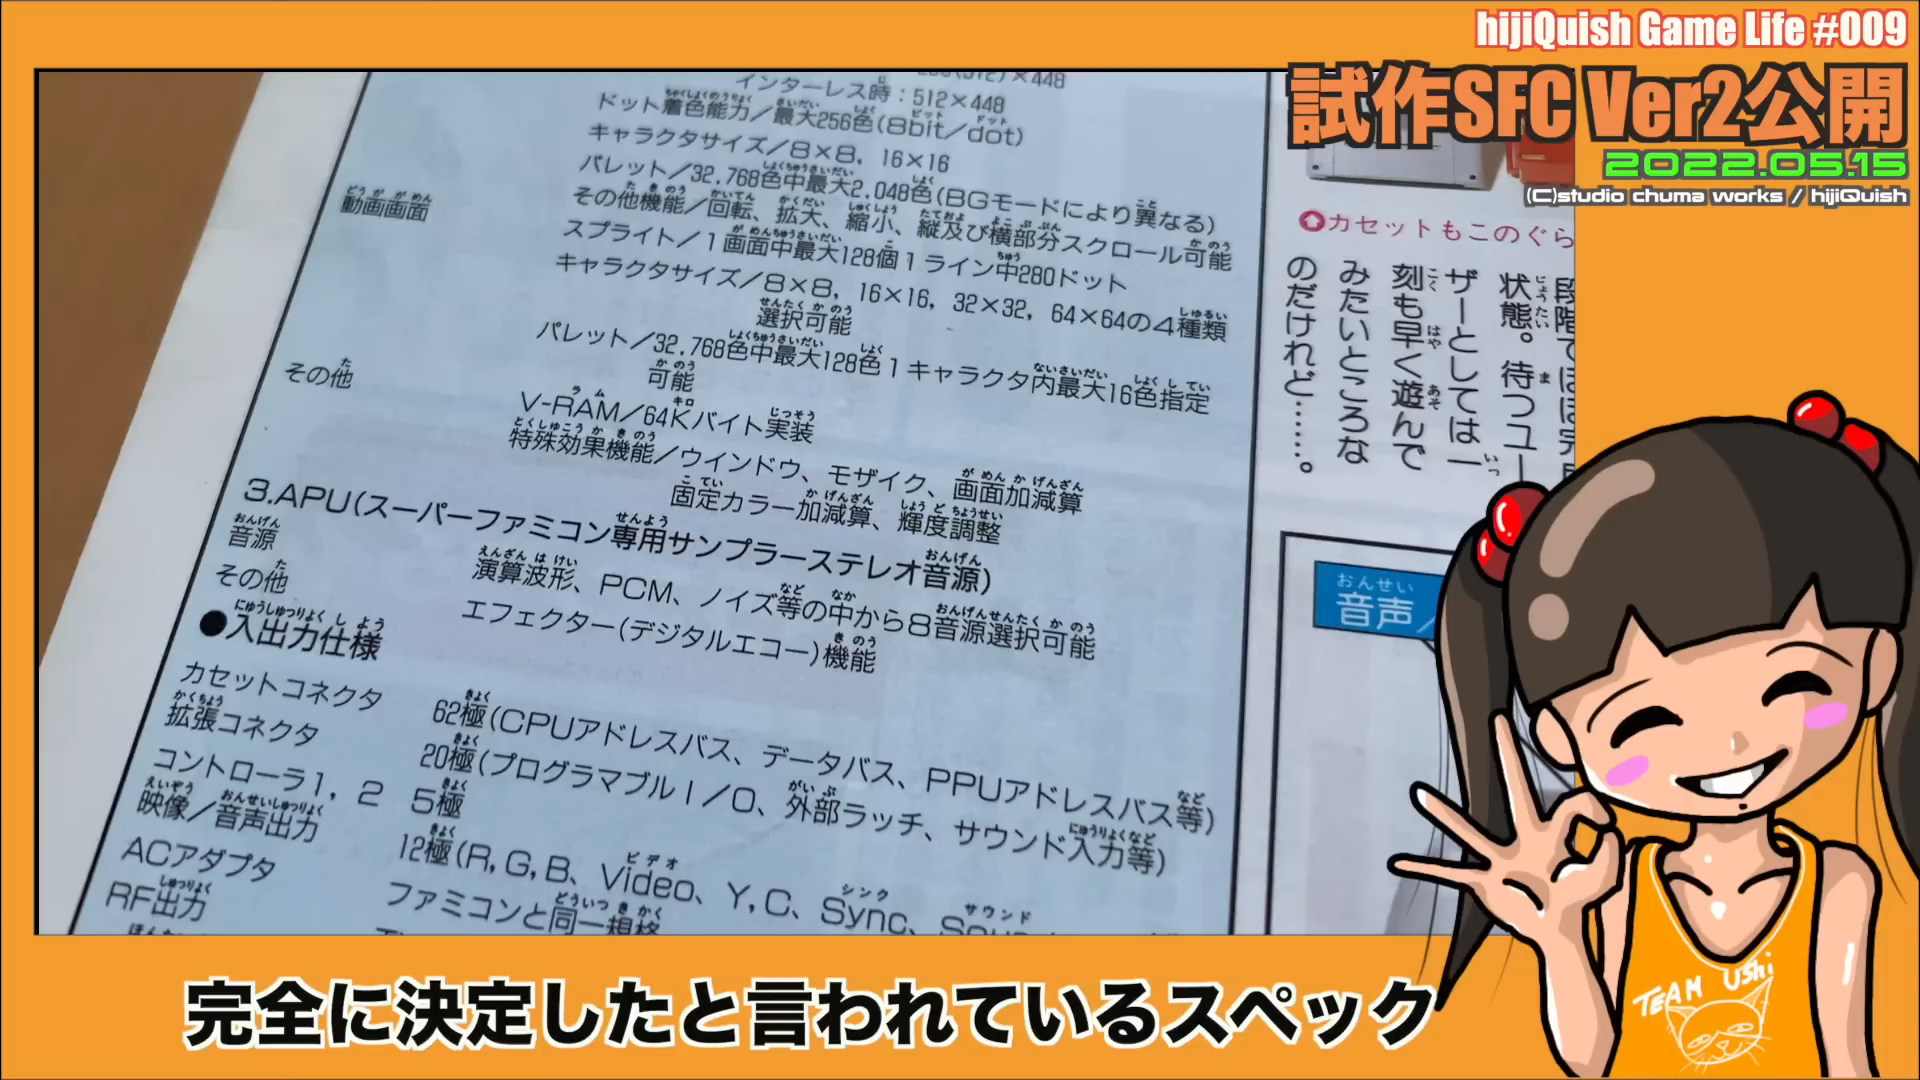 hijiQuish Game Life #009
試作SFC Ver2公開
2022.05.15
(C)studio chuma works / hijiQuish
インターレス時：512×448
ドット着色能力／最大256色(8bit／dot)
キャラクタサイズ／8×8, 16×16
パレット／32,768色中最大2,048色(BGモードにより異なる)
その他機能／回転、拡大、縮小、縦及び横部分スクロール可能
動画画面
スプライト／1画面中最大128個1ライン中280ドット
キャラクタサイズ／8×8, 16×16, 32×32, 64×64の4種類
選択可能
パレット／32,768色中最大128色1キャラクタ内最大16色指定
可能
その他
V-RAM／64Kバイト実装
特殊効果機能／ウインドウ、モザイク、画面加減算
固定カラー加減算、輝度調整
3.APU(スーパーファミコン専用サンプラーステレオ音源)
音源
演算波形、PCM、ノイズ等の中から8音源選択可能
その他
エフェクター(デジタルエコー)機能
●入出力仕様
カセットコネクタ
62極(CPUアドレスバス、データバス、PPUアドレスバス等)
拡張コネクタ
20極(プログラマブルI／O、外部ラッチ、サウンド入力等)
コントローラ1, 2
5極
映像／音声出力
12極(R,G,B、Video、Y,C、Sync、
ACアダプタ
ファミコンと同一規格
RF出力
カセットもこのぐら
状態。待つユー
ザーとしては一
刻も早く遊んで
みたいところな
のだけれど……。
音声／
TEAM USHi
完全に決定したと言われているスペック